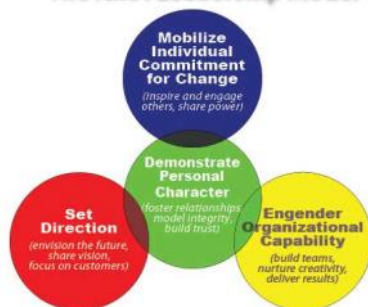 Mobilize
Individual
Commitment
for Change
(inspire and engage
others, share power)
Demonstrate
Personal
Character
(foster relationships
model integrity,
build trust)
Set
Direction
(envision the future,
share vision,
focus on customers)
Engender
Organizational
Capability
(build teams,
nurture creativity,
deliver results)